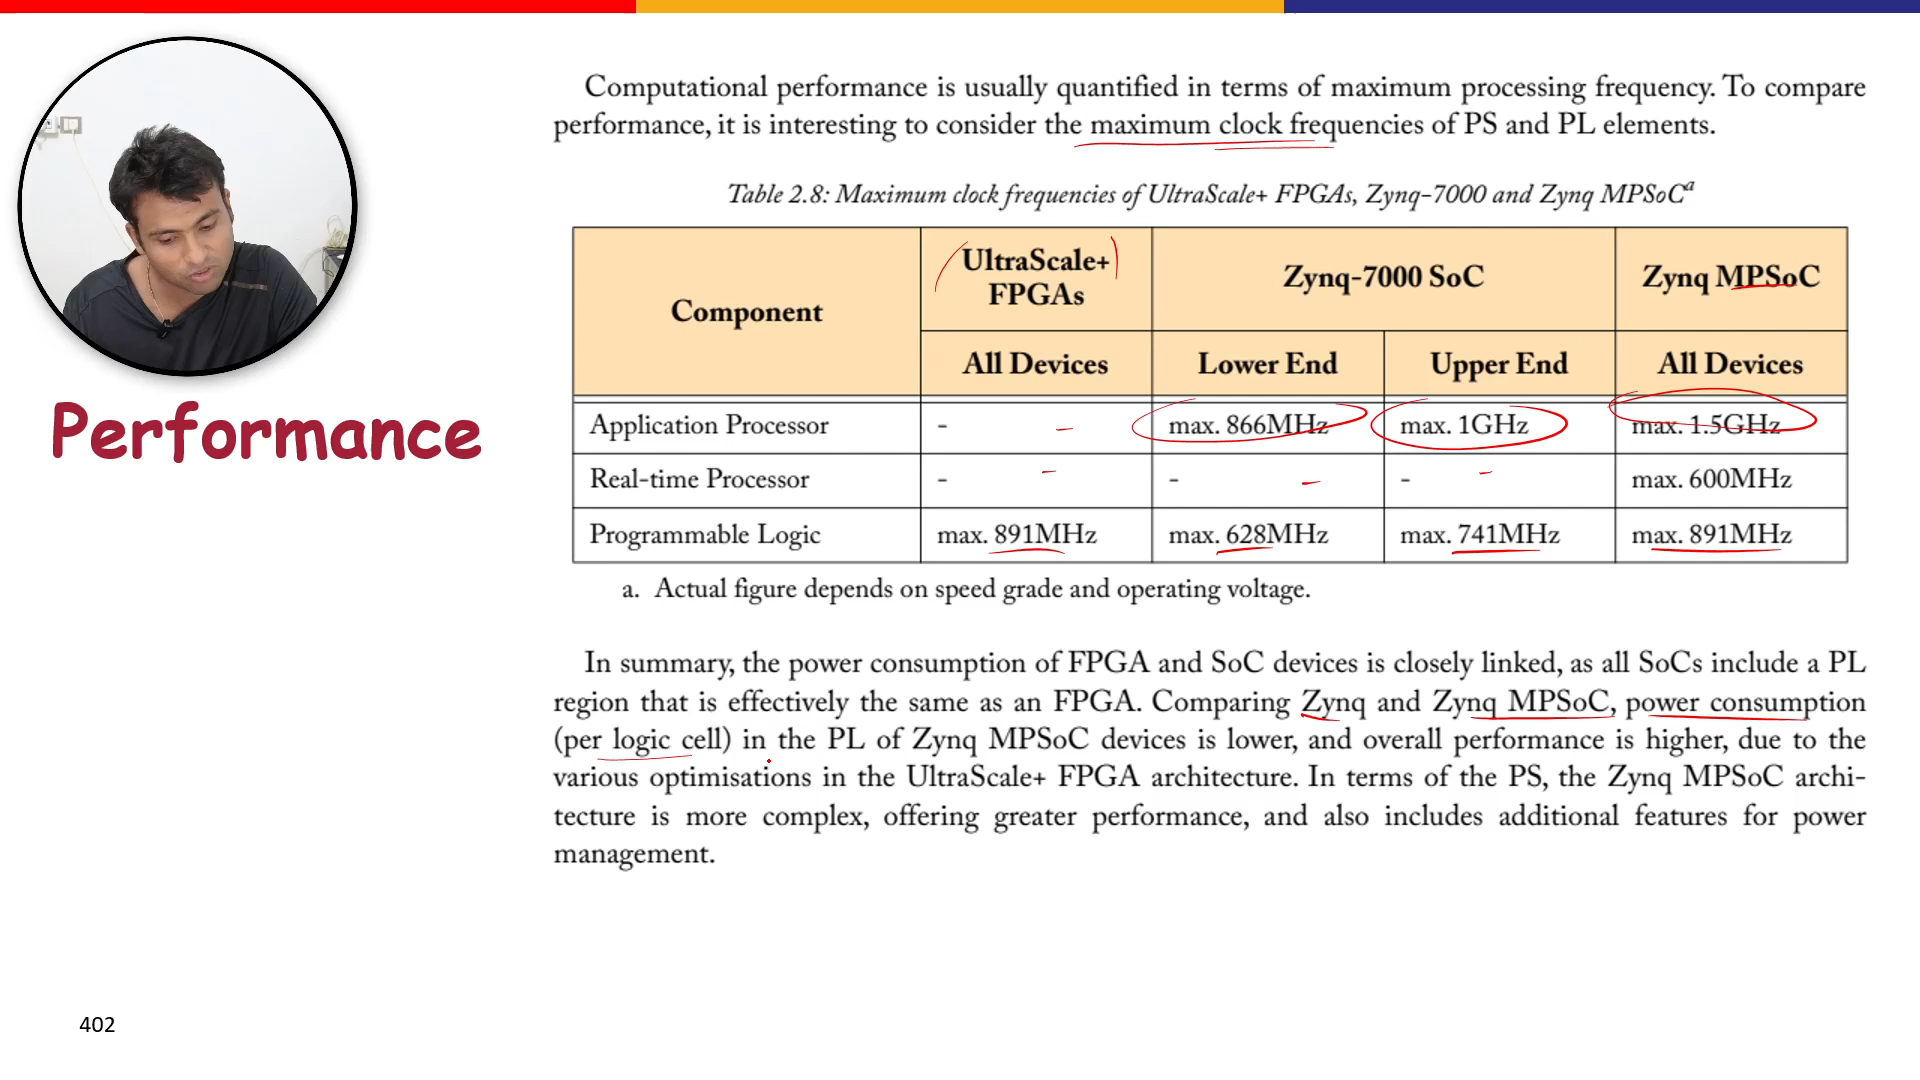 Computational performance is usually quantified in terms of maximum processing frequency. To compare
performance, it is interesting to consider the maximum clock frequencies of PS and PL elements.
Table 2.8: Maximum clock frequencies of UltraScale+ FPGAs, Zynq-7000 and Zynq MPSoCa
Component
UltraScale+
FPGAs
Zynq-7000 SoC
Zynq MPSoC
All Devices
Lower End
Upper End
All Devices
Application Processor
-
max. 866MHz
max. 1GHz
max. 1.5GHz
Real-time Processor
-
-
-
max. 600MHz
Programmable Logic
max. 891MHz
max. 628MHz
max. 741MHz
max. 891MHz
a. Actual figure depends on speed grade and operating voltage.
Performance
In summary, the power consumption of FPGA and SoC devices is closely linked, as all SoCs include a PL
region that is effectively the same as an FPGA. Comparing Zynq and Zynq MPSoC, power consumption
(per logic cell) in the PL of Zynq MPSoC devices is lower, and overall performance is higher, due to the
various optimisations in the UltraScale+ FPGA architecture. In terms of the PS, the Zynq MPSoC archi-
tecture is more complex, offering greater performance, and also includes additional features for power
management.
402